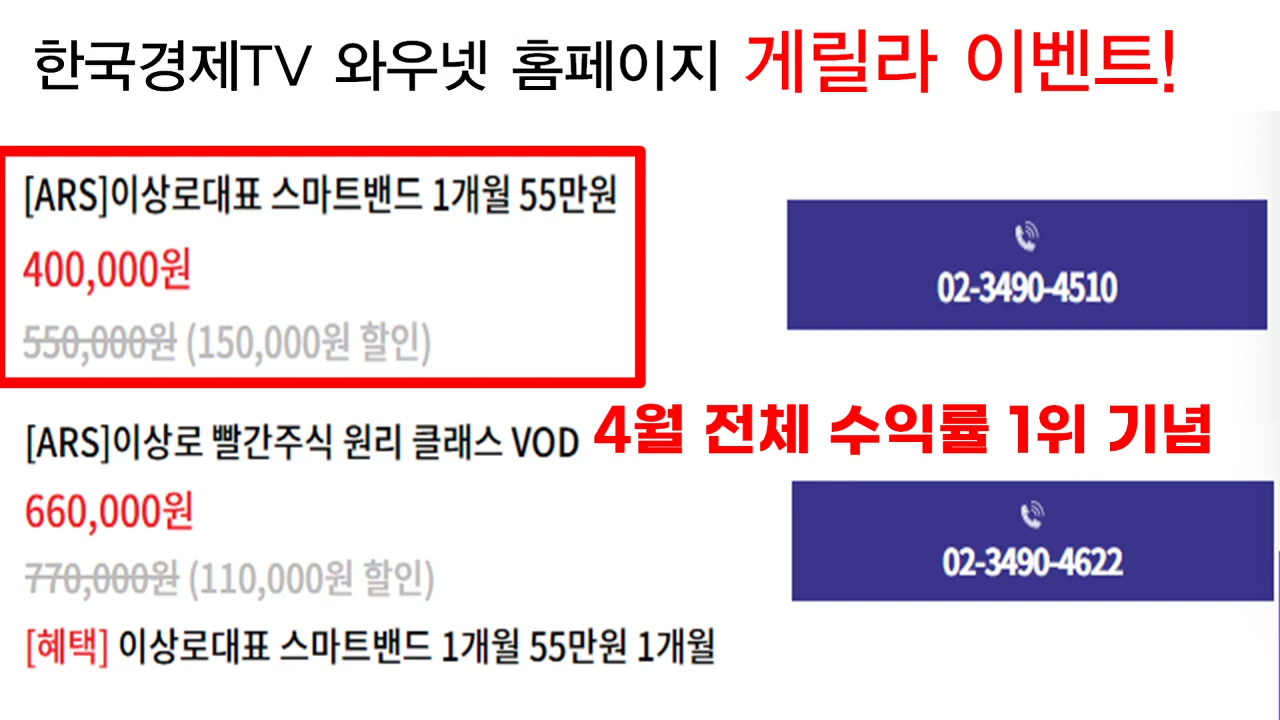 한국경제TV 와우넷 홈페이지 게릴라 이벤트!
[ARS]이상로대표 스마트밴드 1개월 55만원
400,000원
550,000원 (150,000원 할인)
02-3490-4510
[ARS]이상로 빨간주식 원리 클래스 VOD
4월 전체 수익률 1위 기념
660,000원
770,000원 (110,000원 할인)
02-3490-4622
[혜택] 이상로대표 스마트밴드 1개월 55만원 1개월